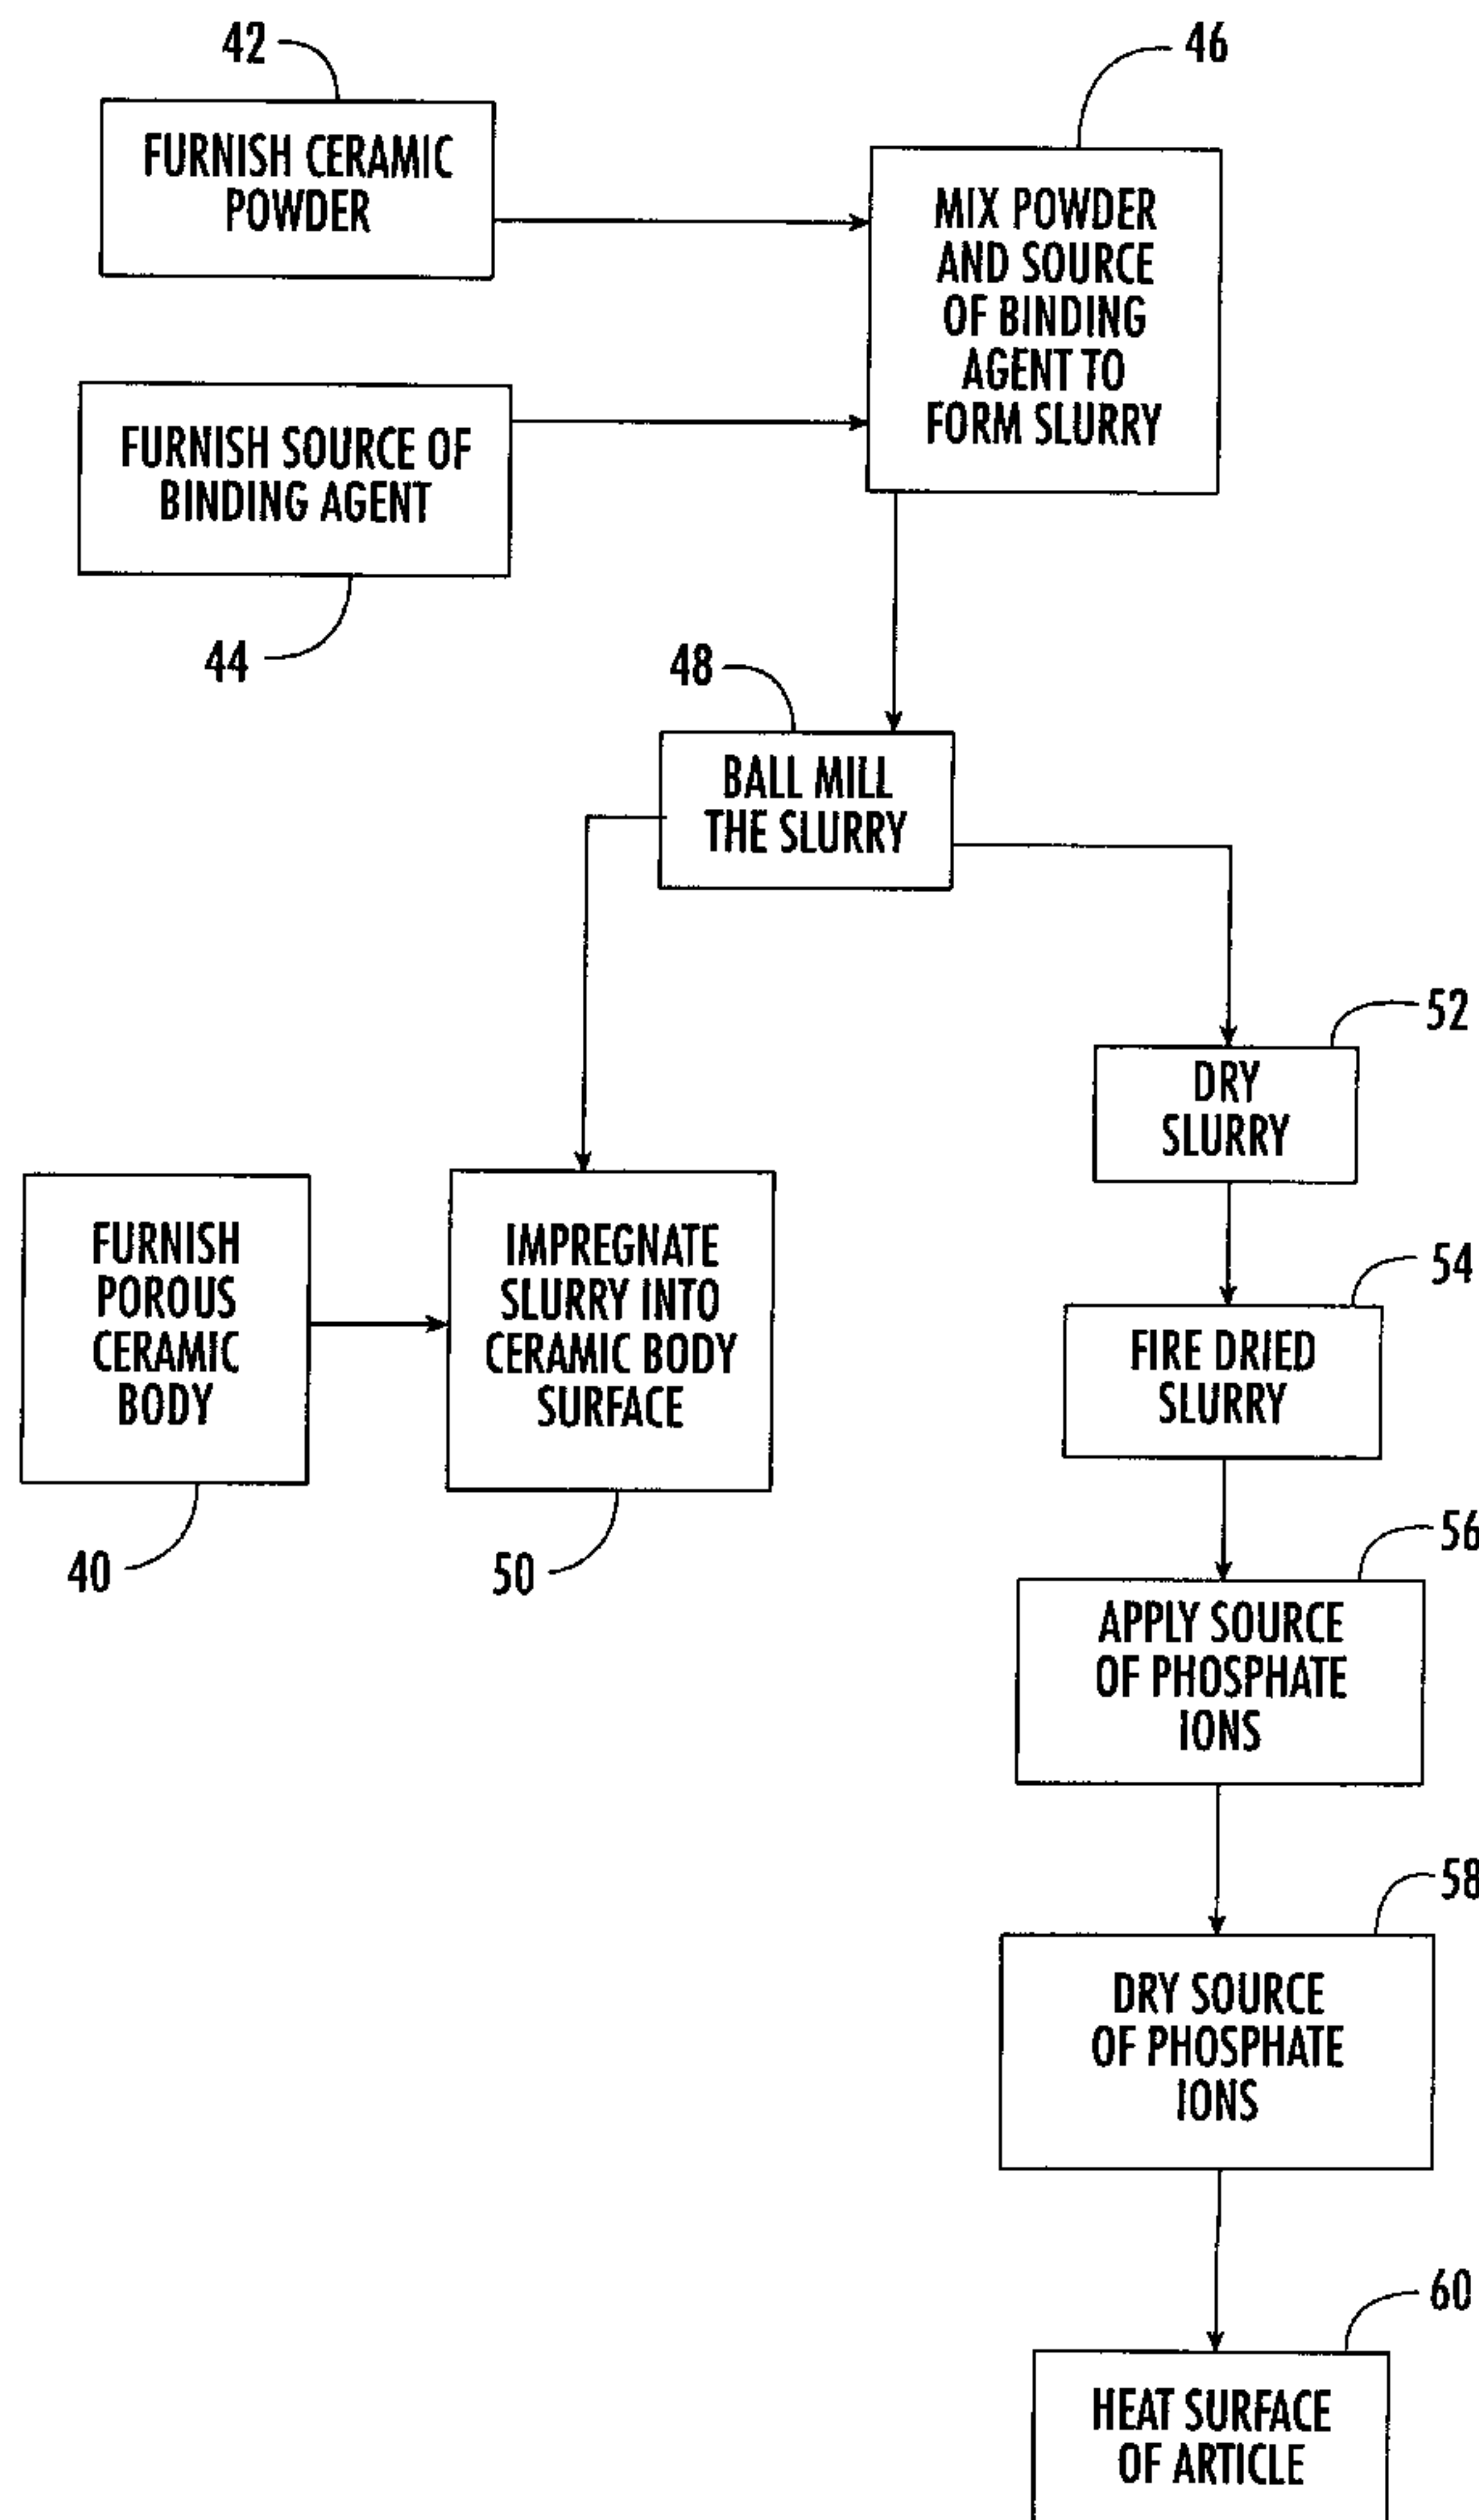 42
FURNISH CERAMIC
POWDER
46
MIX POWDER
AND SOURCE
OF BINDING
AGENT TO
FORM SLURRY
FURNISH SOURCE OF
BINDING AGENT
44
48
BALL MILL
THE SLURRY
52
DRY
SLURRY
FURNISH
POROUS
CERAMIC
BODY
40
IMPREGNATE
SLURRY INTO
CERAMIC BODY
SURFACE
50
54
FIRE DRIED
SLURRY
56
APPLY SOURCE
OF PHOSPHATE
IONS
58
DRY SOURCE
OF PHOSPHATE
IONS
60
HEAT SURFACE
OF ARTICLE